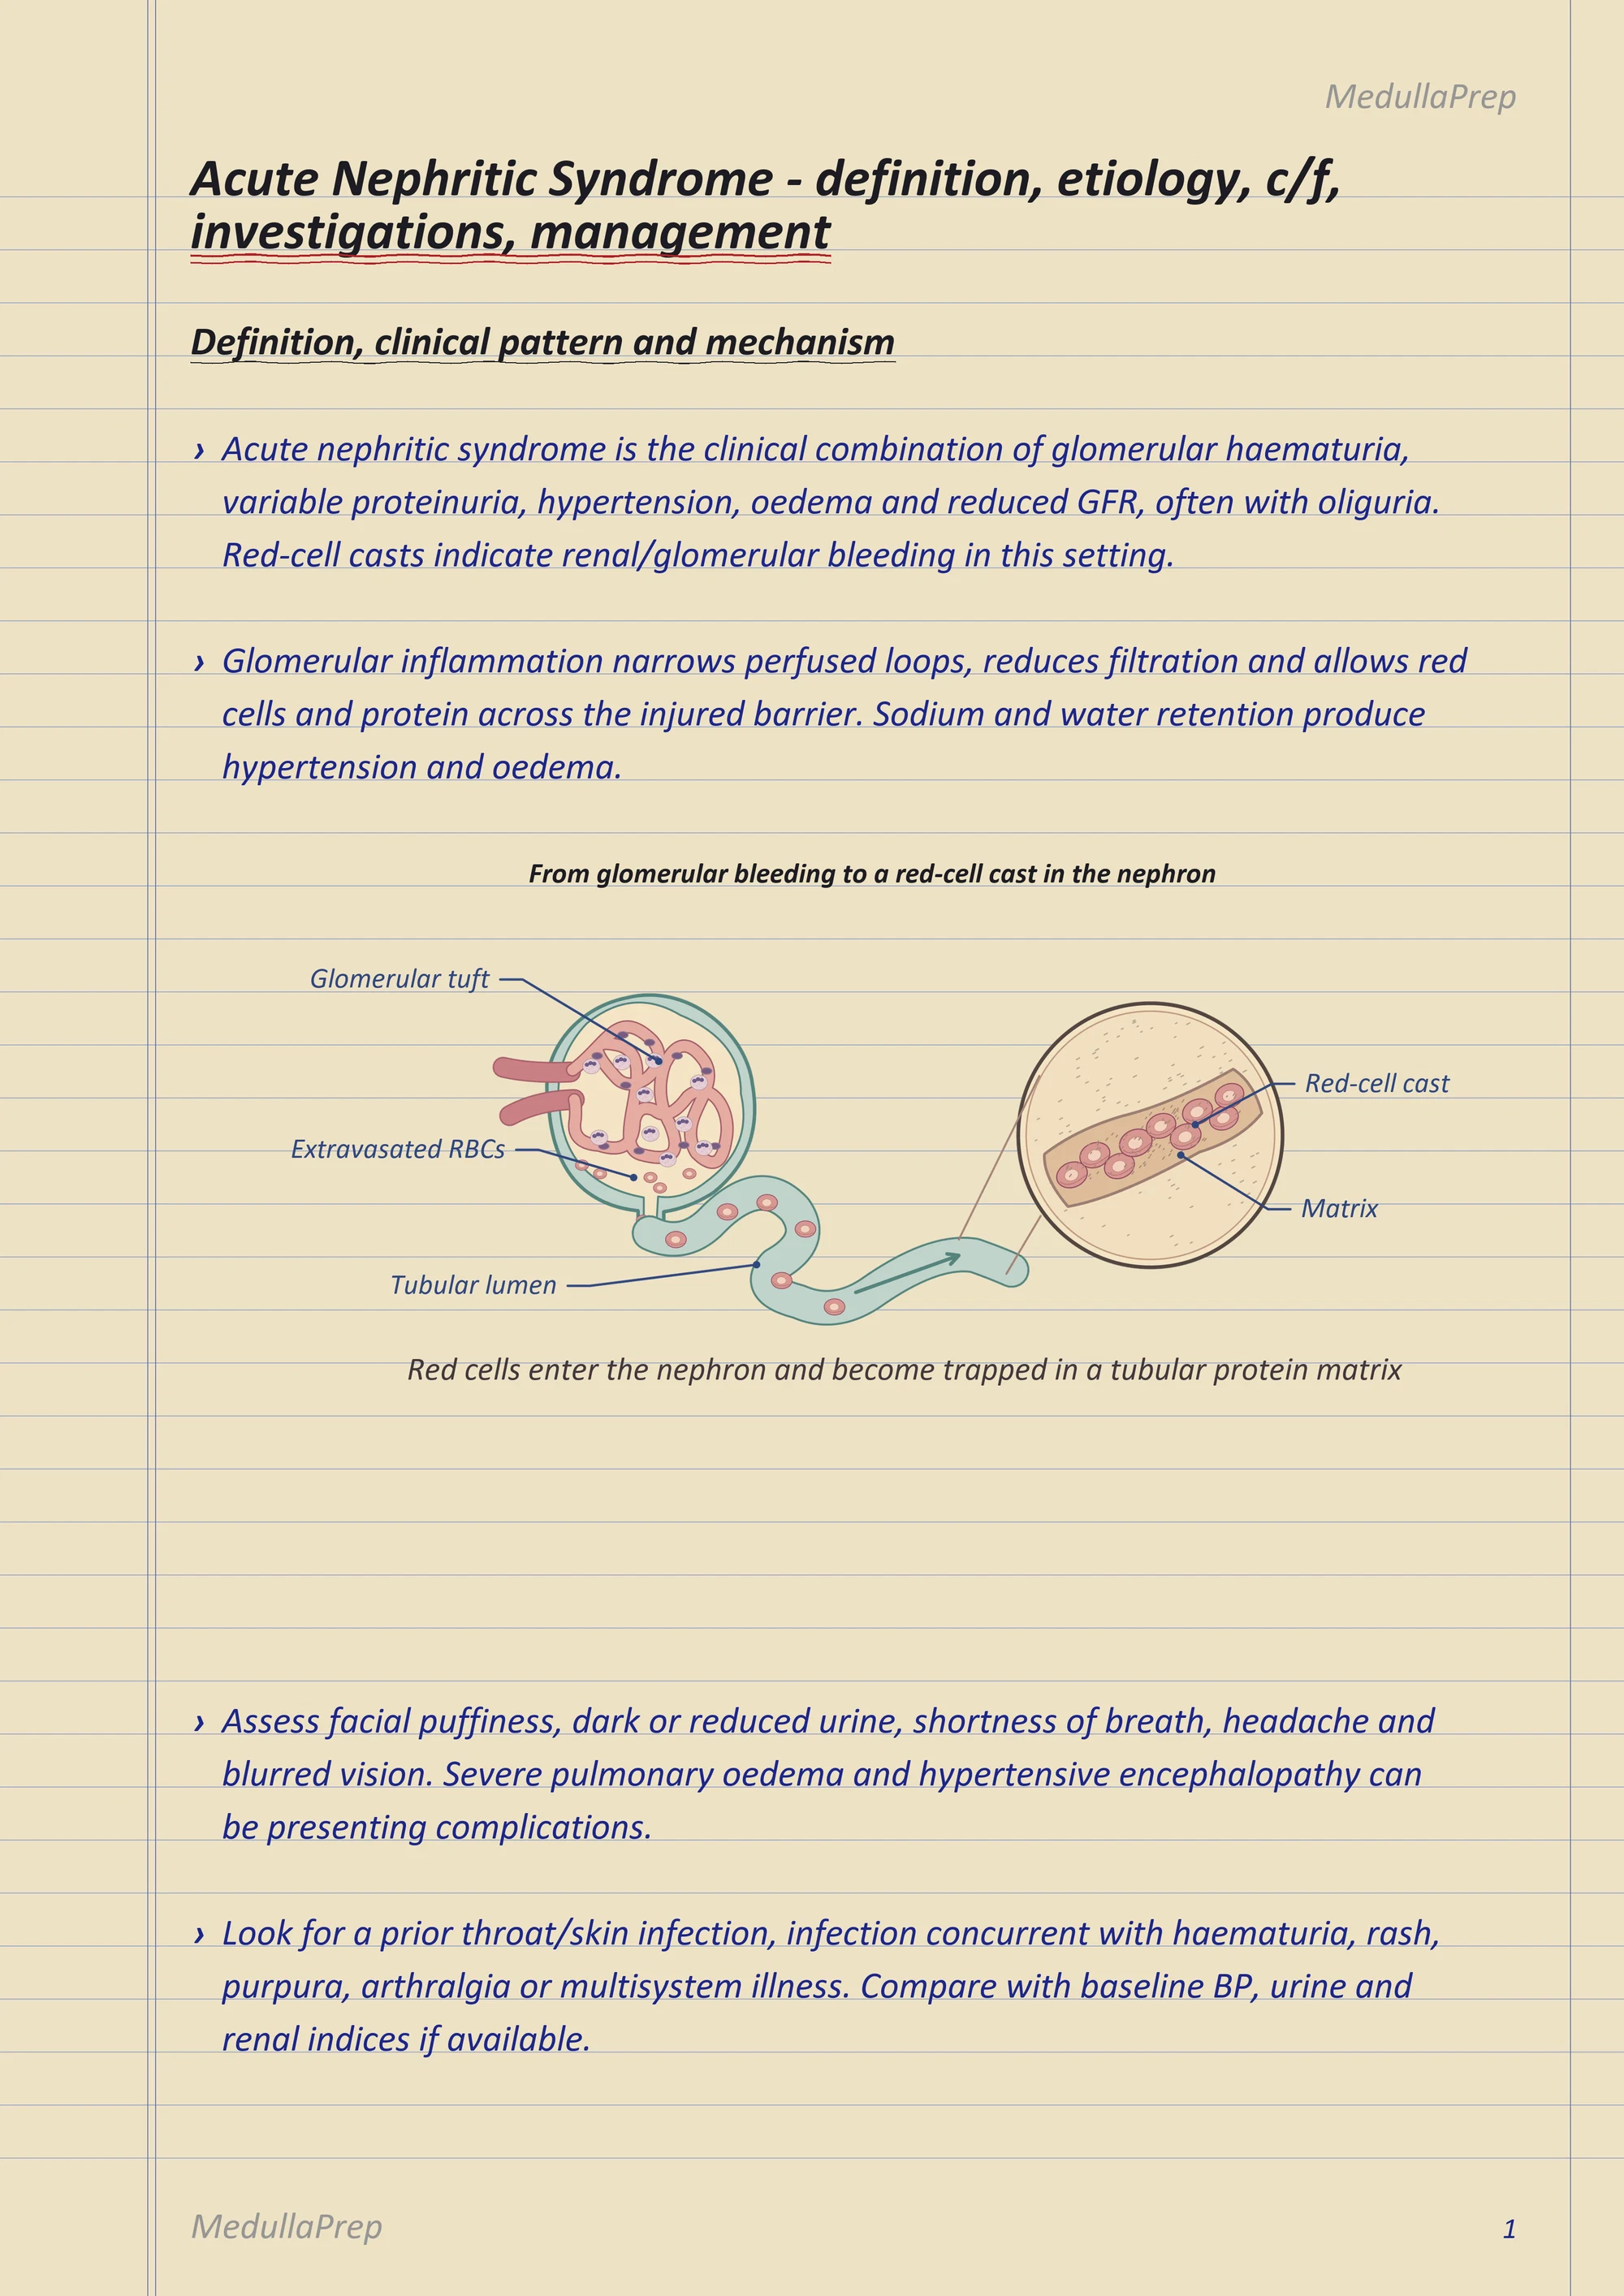 MedullaPrep
Acute Nephritic Syndrome - definition, etiology, c/f,
investigations, management
Definition, clinical pattern and mechanism
› Acute nephritic syndrome is the clinical combination of glomerular haematuria,
variable proteinuria, hypertension, oedema and reduced GFR, often with oliguria.
Red-cell casts indicate renal/glomerular bleeding in this setting.
› Glomerular inflammation narrows perfused loops, reduces filtration and allows red
cells and protein across the injured barrier. Sodium and water retention produce
hypertension and oedema.
From glomerular bleeding to a red-cell cast in the nephron
Glomerular tuft
Red-cell cast
Extravasated RBCs
Matrix
Tubular lumen
Red cells enter the nephron and become trapped in a tubular protein matrix
› Assess facial puffiness, dark or reduced urine, shortness of breath, headache and
blurred vision. Severe pulmonary oedema and hypertensive encephalopathy can
be presenting complications.
› Look for a prior throat/skin infection, infection concurrent with haematuria, rash,
purpura, arthralgia or multisystem illness. Compare with baseline BP, urine and
renal indices if available.
MedullaPrep
1